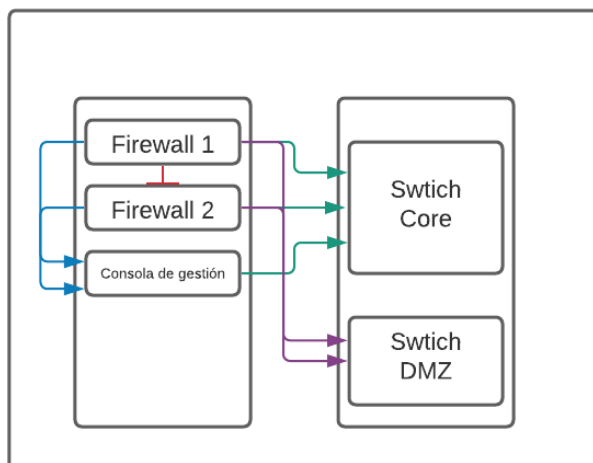 Firewall 1
Firewall 2
Consola de gestión
Swtich
Core
Swtich
DMZ